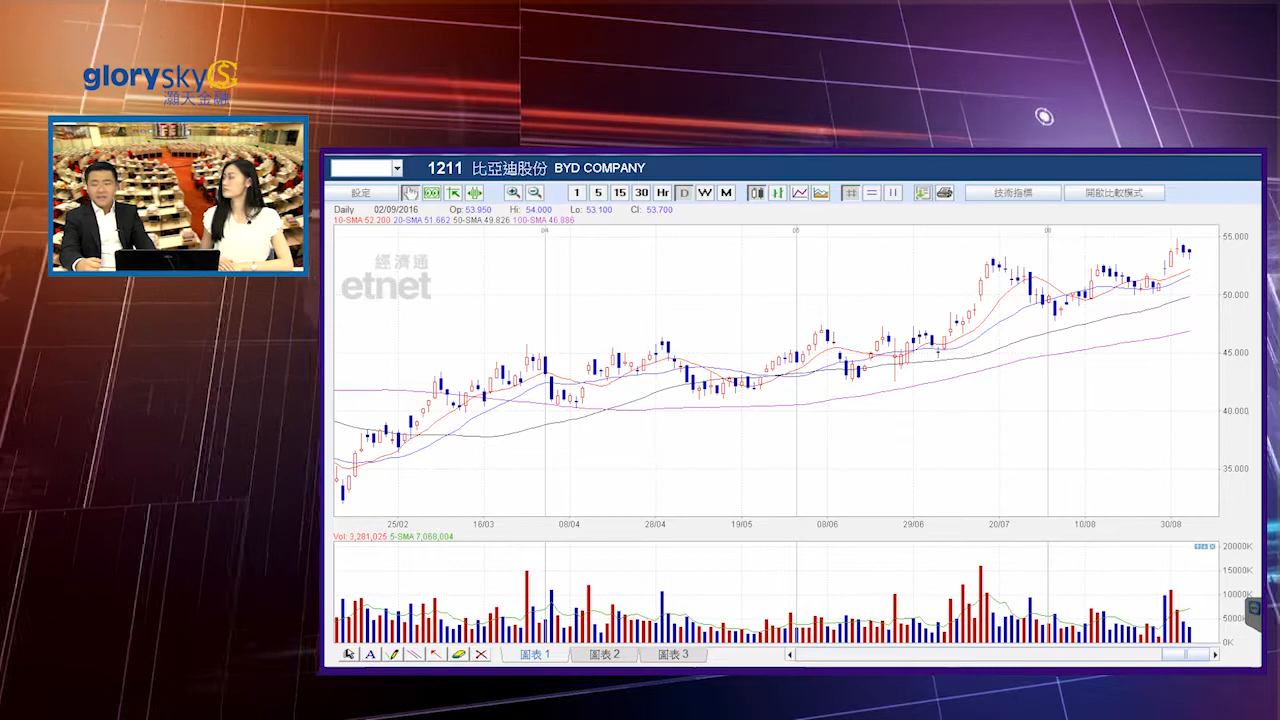 glorysky
灝天金融
1211 比亞迪股份 BYD COMPANY
設定 1 5 15 30 Hr D W M 技術指標 開啟比較模式
Daily 02/09/2016 Op: 53.950 Hi: 54.000 Lo: 53.100 Cl: 53.700
10-SMA 52.200 20-SMA 51.662 50-SMA 49.826 100-SMA 46.886
04 06 08
經濟通
etnet
55.000
50.000
45.000
40.000
35.000
25/02 16/03 08/04 28/04 19/05 08/06 29/06 20/07 10/08 30/08
Vol: 3,281,025 5-SMA 7,068,004
20000K
15000K
10000K
5000K
0K
圖表 1 圖表 2 圖表 3